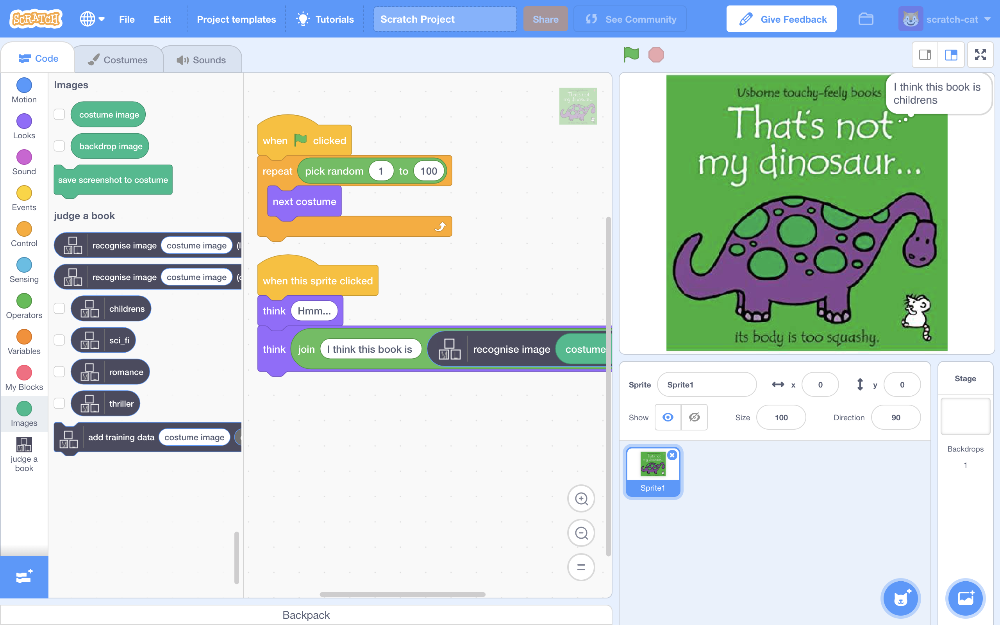 SCRATCH
File
Edit
Project templates
Tutorials
Scratch Project
Share
See Community
Give Feedback
scratch-cat
Code
Costumes
Sounds
Motion
Looks
Sound
Events
Control
Sensing
Operators
Variables
My Blocks
Images
judge a
book
Images
costume image
backdrop image
save screenshot to costume
judge a book
recognise image costume image (l
recognise image costume image (c
childrens
sci_fi
romance
thriller
add training data costume image
That's not
my dinosaur...
when clicked
repeat pick random 1 to 100
next costume
when this sprite clicked
think Hmm...
think join I think this book is recognise image costume
Backpack
I think this book is
childrens
Usborne touchy-feely books
That's not
my dinosaur...
its body is too squashy.
Sprite Sprite1 x 0 y 0
Show Size 100 Direction 90
That's not
my dinosaur...
Sprite1
Stage
Backdrops
1